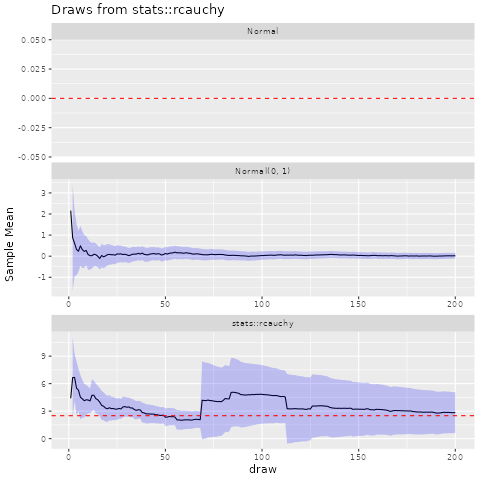 Draws from stats::rcauchy
Normal
0.050
0.025
0.000
-0.025
-0.050
Normal(0, 1)
3
2
1
0
-1
stats::rcauchy
9
6
3
0
0 50 100 150 200
draw
Sample Mean